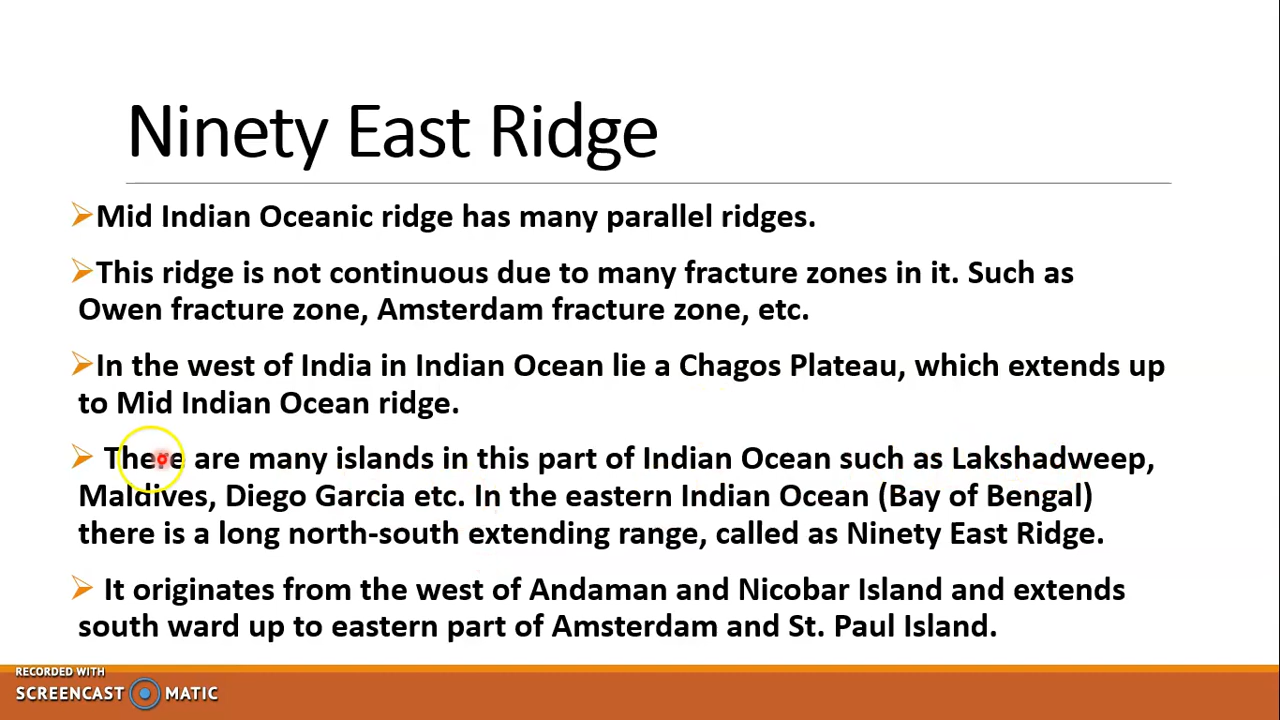 Ninety East Ridge
➢Mid Indian Oceanic ridge has many parallel ridges.
➢This ridge is not continuous due to many fracture zones in it. Such as
Owen fracture zone, Amsterdam fracture zone, etc.
➢In the west of India in Indian Ocean lie a Chagos Plateau, which extends up
to Mid Indian Ocean ridge.
➢ There are many islands in this part of Indian Ocean such as Lakshadweep,
Maldives, Diego Garcia etc. In the eastern Indian Ocean (Bay of Bengal)
there is a long north-south extending range, called as Ninety East Ridge.
➢ It originates from the west of Andaman and Nicobar Island and extends
south ward up to eastern part of Amsterdam and St. Paul Island.
RECORDED WITH
SCREENCAST MATIC